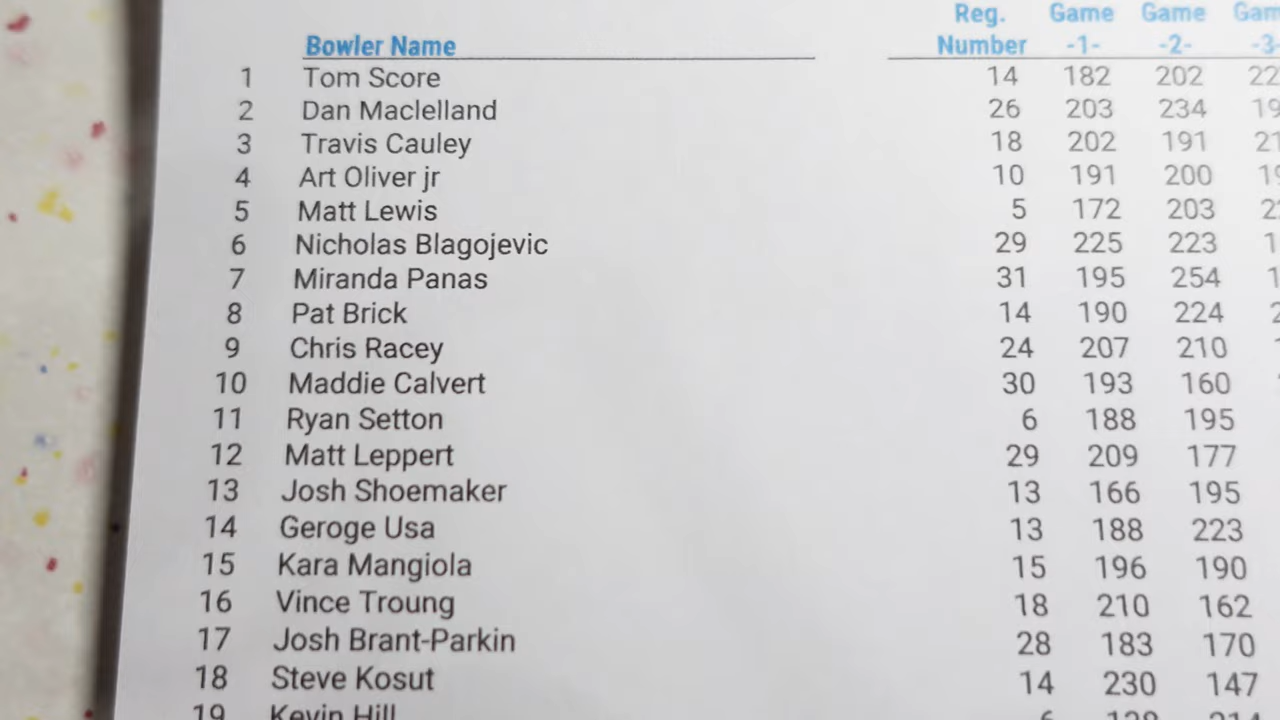 Reg. Game Game
Bowler Name Number -1- -2- -3-
1 Tom Score 14 182 202
2 Dan Maclelland 26 203 234
3 Travis Cauley 18 202 191
4 Art Oliver jr 10 191 200
5 Matt Lewis 5 172 203
6 Nicholas Blagojevic 29 225 223
7 Miranda Panas 31 195 254
8 Pat Brick 14 190 224
9 Chris Racey 24 207 210
10 Maddie Calvert 30 193 160
11 Ryan Setton 6 188 195
12 Matt Leppert 29 209 177
13 Josh Shoemaker 13 166 195
14 Geroge Usa 13 188 223
15 Kara Mangiola 15 196 190
16 Vince Troung 18 210 162
17 Josh Brant-Parkin 28 183 170
18 Steve Kosut 14 230 147
19 Kevin Hill